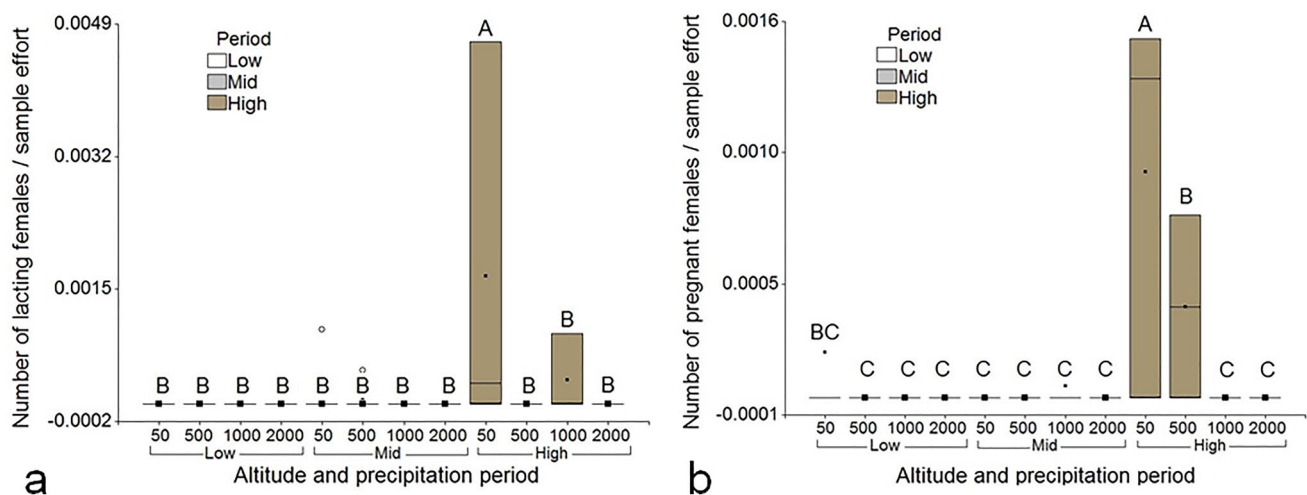 0.0049
0.0032
0.0015
-0.0002
Number of lacting females / sample effort
Period
Low
Mid
High
B B B B B B B B A B B B
50 500 1000 2000 50 500 1000 2000 50 500 1000 2000
Low Mid High
Altitude and precipitation period
a
0.0016
0.0010
0.0005
-0.0001
Number of pregnant females / sample effort
Period
Low
Mid
High
BC C C C C C C C A B C C
50 500 1000 2000 50 500 1000 2000 50 500 1000 2000
Low Mid High
Altitude and precipitation period
b